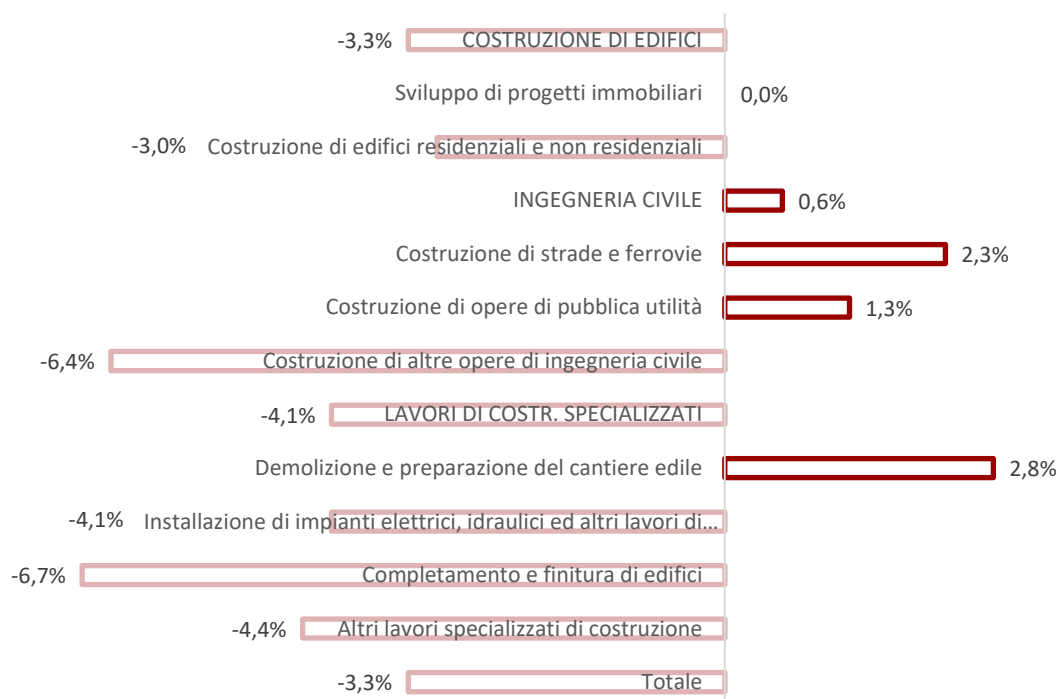 -3,3% COSTRUZIONE DI EDIFICI
Sviluppo di progetti immobiliari 0,0%
-3,0% Costruzione di edifici residenziali e non residenziali
INGEGNERIA CIVILE 0,6%
Costruzione di strade e ferrovie 2,3%
Costruzione di opere di pubblica utilità 1,3%
-6,4% Costruzione di altre opere di ingegneria civile
-4,1% LAVORI DI COSTR. SPECIALIZZATI
Demolizione e preparazione del cantiere edile 2,8%
-4,1% Installazione di impianti elettrici, idraulici ed altri lavori di...
-6,7% Completamento e finitura di edifici
-4,4% Altri lavori specializzati di costruzione
-3,3% Totale